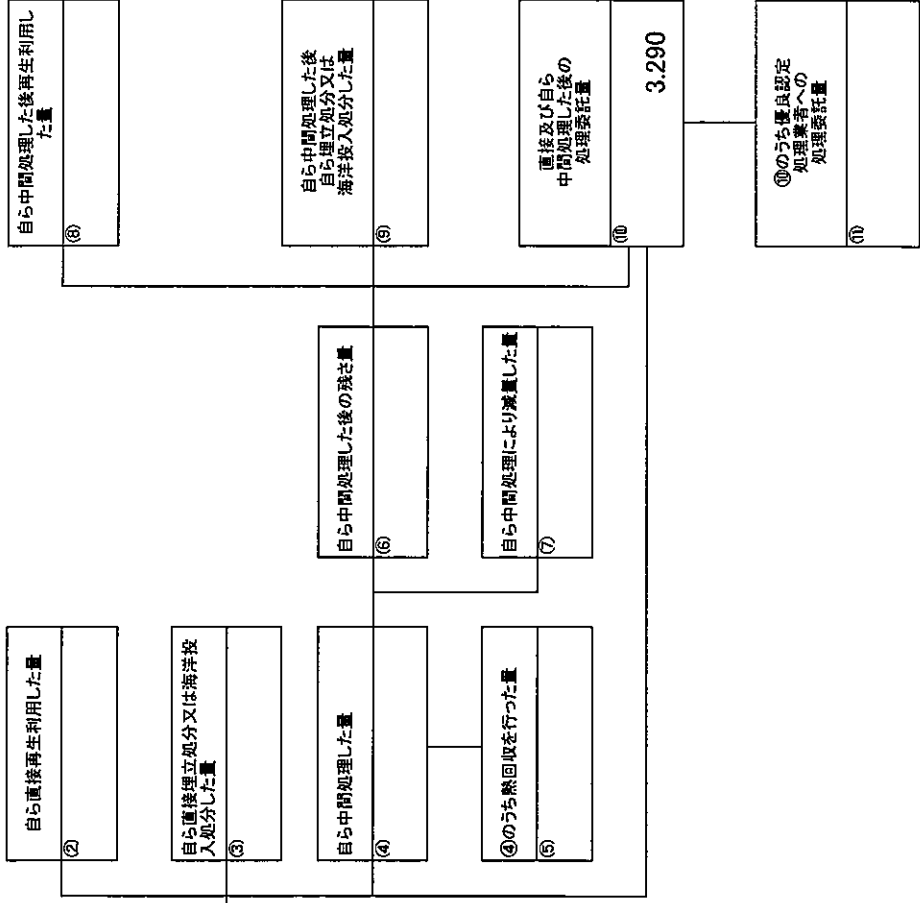 自ら直接再生利用した量
②
自ら直接埋立処分又は海洋投
入処分した量
③
自ら中間処理した量
④
④のうち熱回収を行った量
⑤
自ら中間処理した後の残さ量
⑥
自ら中間処理により減量した量
⑦
自ら中間処理した後再生利用し
た量
⑧
自ら中間処理した後
自ら埋立処分又は
海洋投入処分した量
⑨
直接及び自ら
中間処理した後の
処理委託量
⑩
3.290
⑩のうち優良認定
処理業者への
処理委託量
⑪